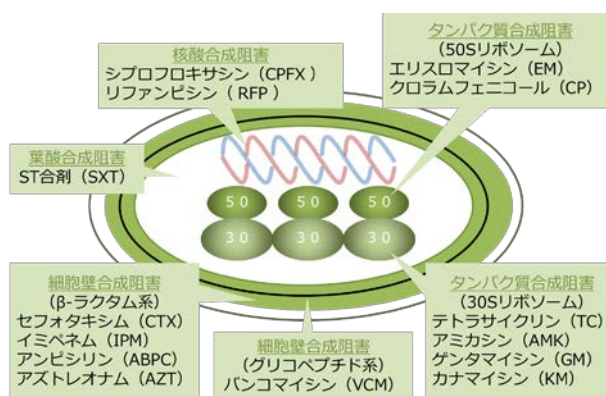 核酸合成阻害
シプロフロキサシン（CPFX ）
リファンピシン（ RFP）
タンパク質合成阻害
(50Sリボソーム)
エリスロマイシン（EM）
クロラムフェニコール（CP）
葉酸合成阻害
ST合剤（SXT）
50 50 50
30 30 30
細胞壁合成阻害
(β-ラクタム系)
セフォタキシム（CTX）
イミペネム（IPM）
アンピシリン（ABPC）
アズトレオナム（AZT）
細胞壁合成阻害
(グリコペプチド系)
バンコマイシン（VCM）
タンパク質合成阻害
(30Sリボソーム)
テトラサイクリン（TC）
アミカシン（AMK）
ゲンタマイシン（GM）
カナマイシン（KM）